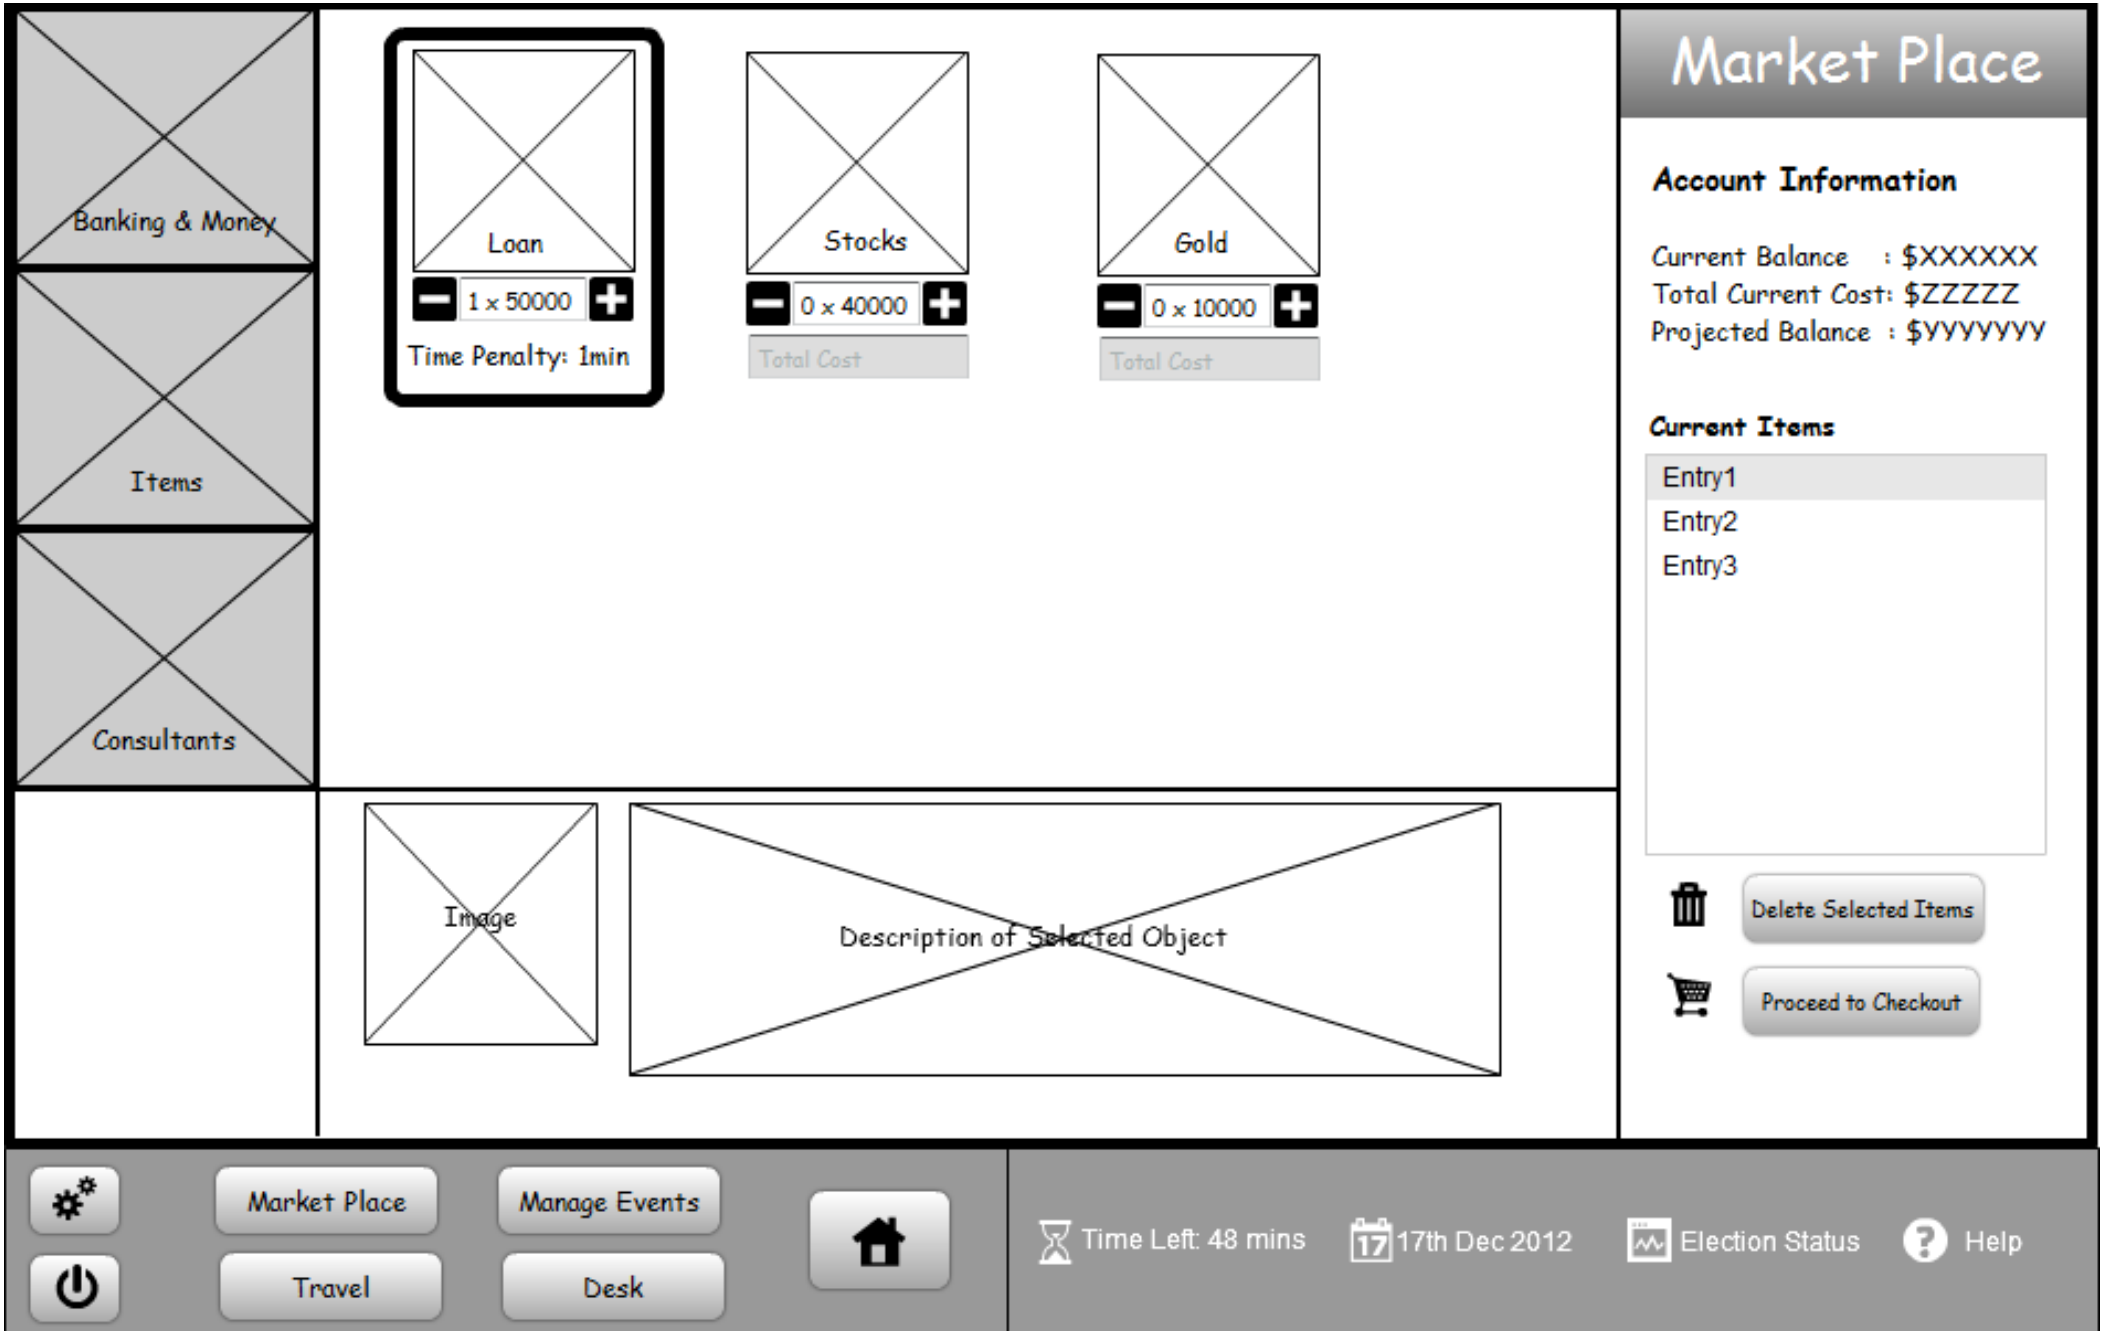 Banking & Money
Items
Consultants
Loan
1 x 50000
Time Penalty: 1min
Stocks
0 x 40000
Total Cost
Gold
0 x 10000
Total Cost
Image
Description of Selected Object
Market Place
Account Information
Current Balance : $XXXXXX
Total Current Cost: $ZZZZZ
Projected Balance : $YYYYYYY
Current Items
Entry1
Entry2
Entry3
Delete Selected Items
Proceed to Checkout
Market Place
Manage Events
Travel
Desk
Time Left: 48 mins
17
17th Dec 2012
Election Status
?
Help